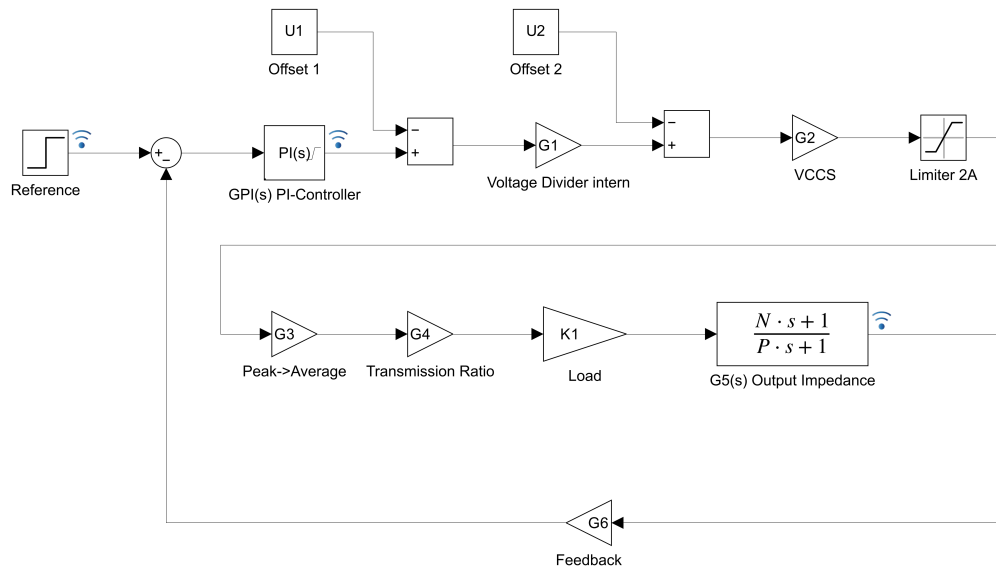 U1
Offset 1
U2
Offset 2
Reference
+
−
PI(s)
GPI(s) PI-Controller
−
+
G1
Voltage Divider intern
−
+
G2
VCCS
Limiter 2A
G3
Peak->Average
G4
Transmission Ratio
K1
Load
N · s + 1
P · s + 1
G5(s) Output Impedance
G6
Feedback